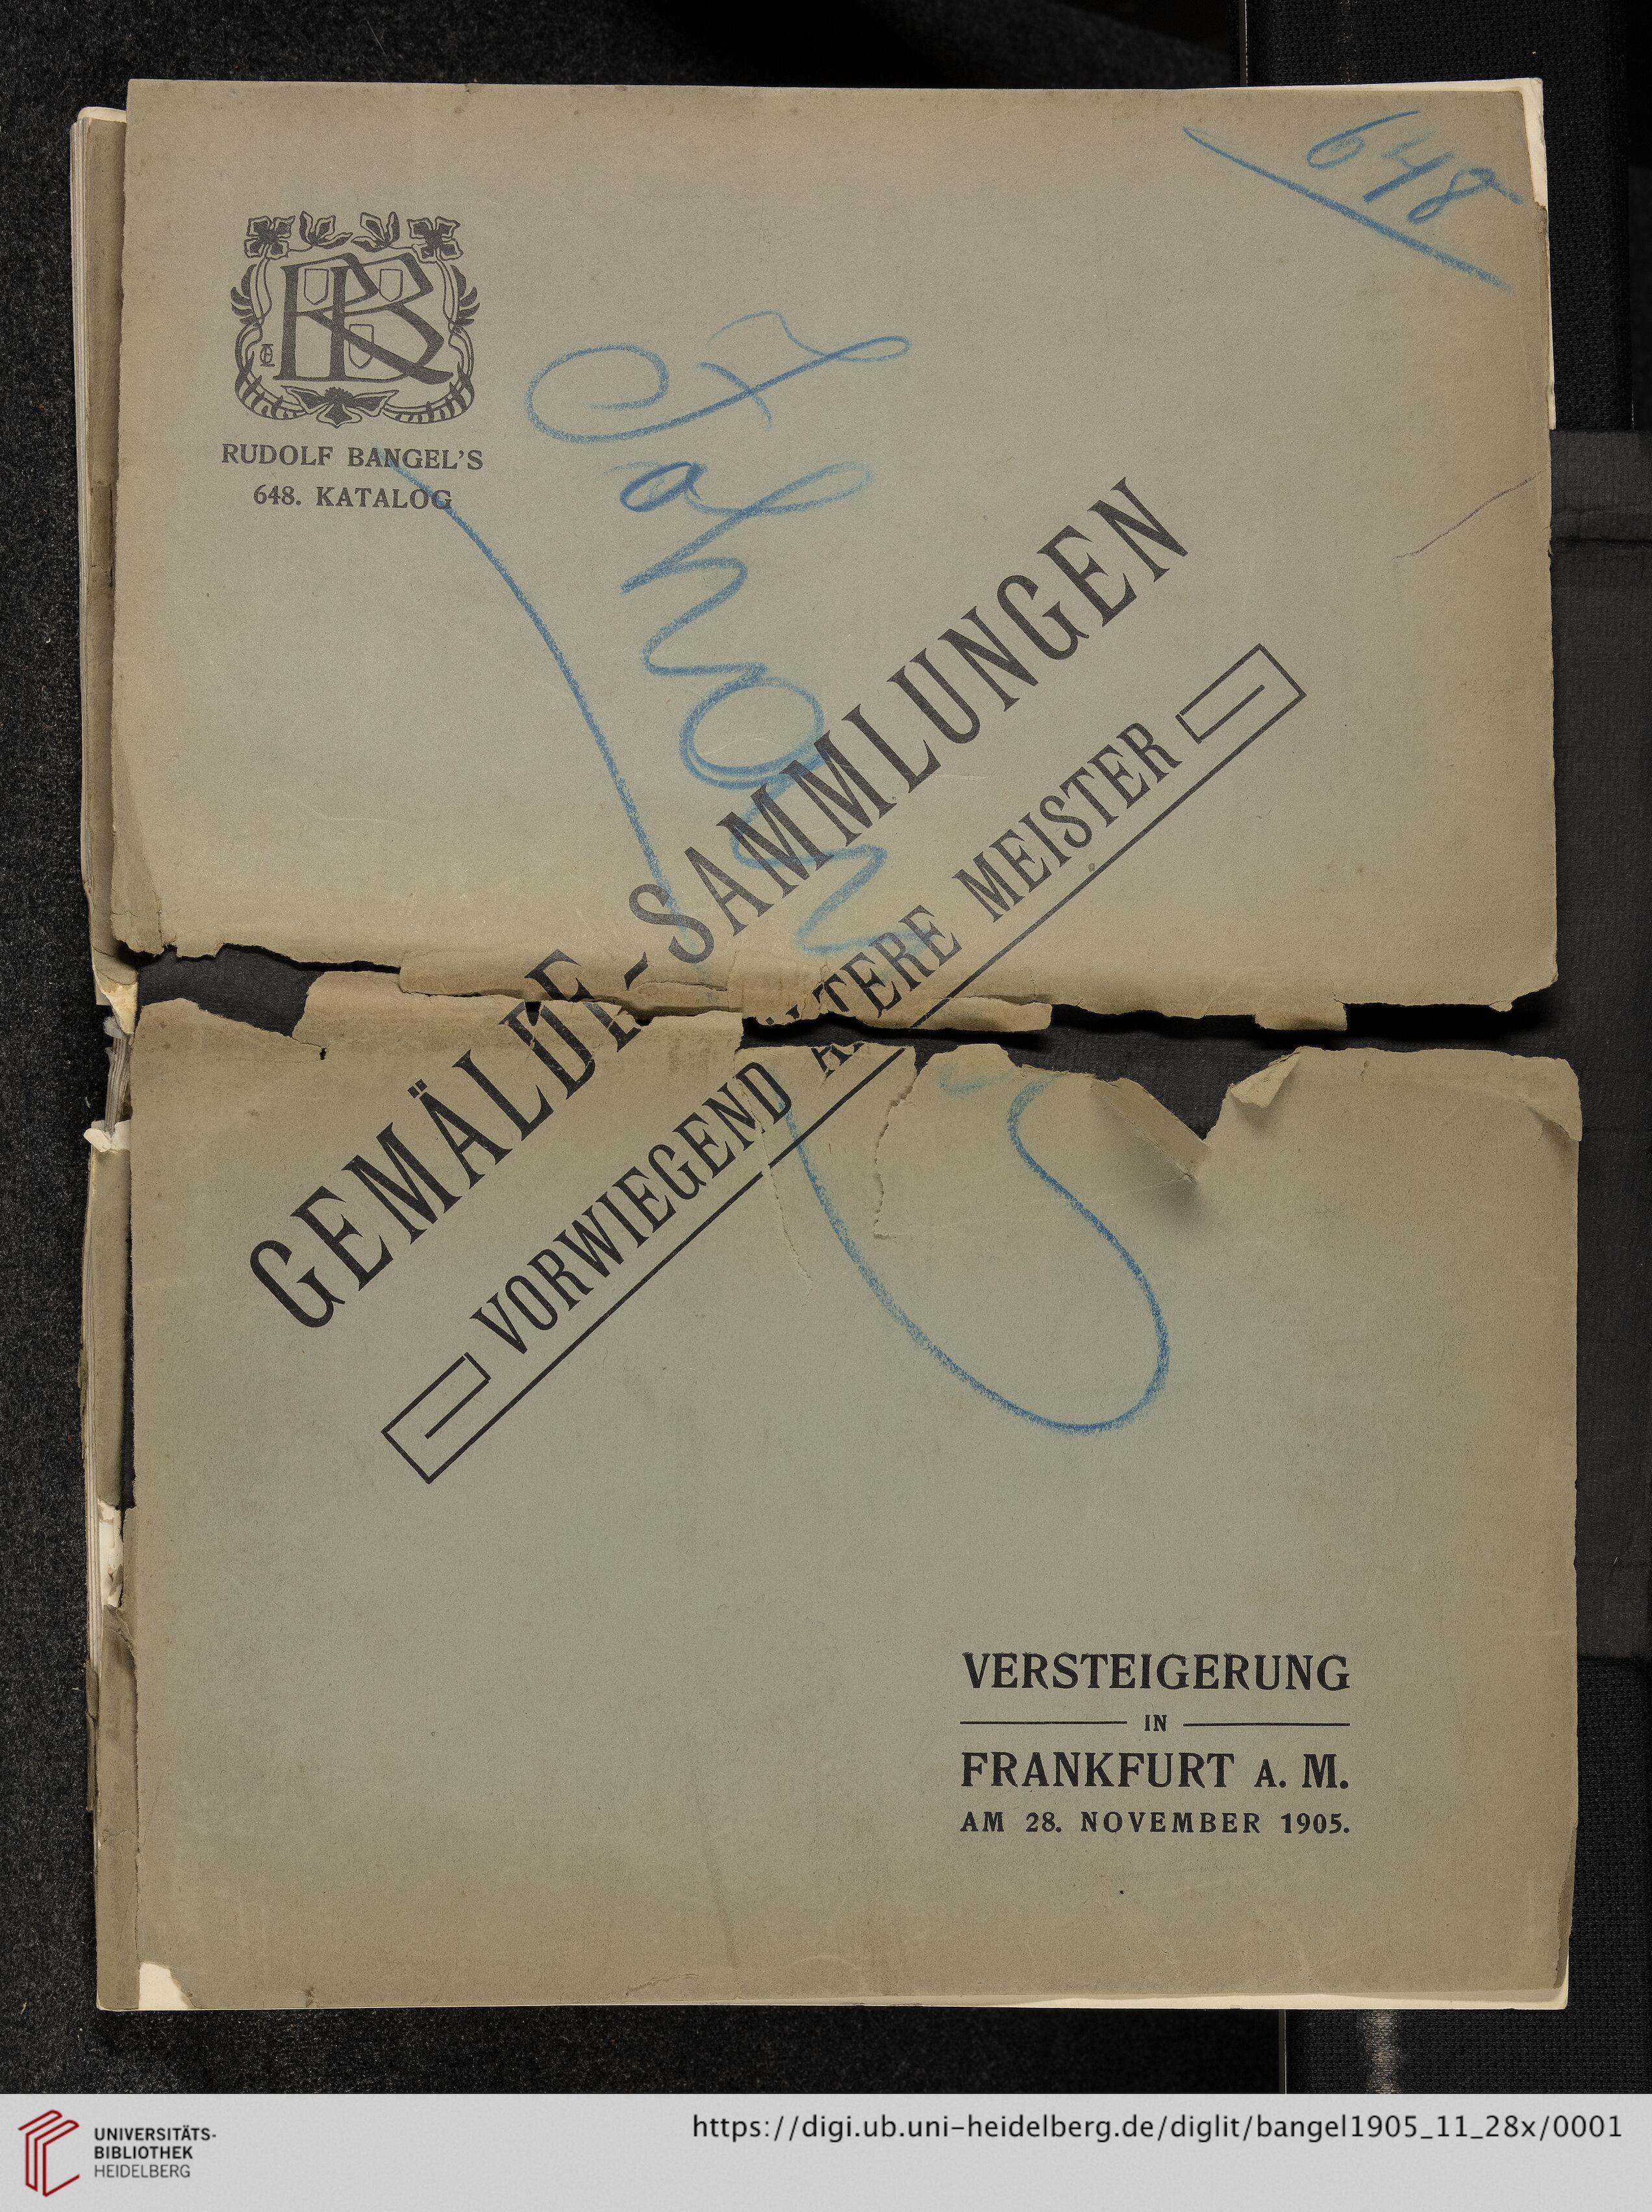 648
RUDOLF BANGEL'S
648. KATALOG
GEMÄLDE-SAMMLUNGEN
VORWIEGEND ÄLTERE MEISTER
VERSTEIGERUNG
IN
FRANKFURT A. M.
AM 28. NOVEMBER 1905.
UNIVERSITÄTS-
BIBLIOTHEK
HEIDELBERG
https://digi.ub.uni-heidelberg.de/diglit/bangel1905_11_28x/0001